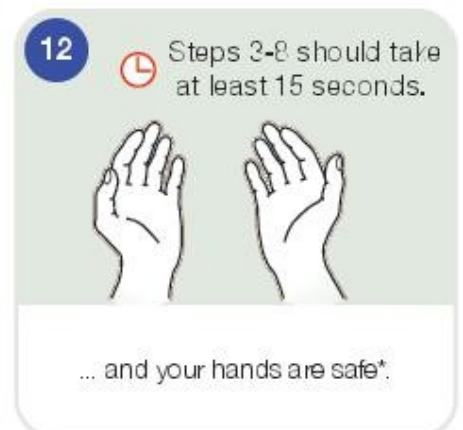 12
Steps 3-8 should take
at least 15 seconds.
... and your hands are safe*.